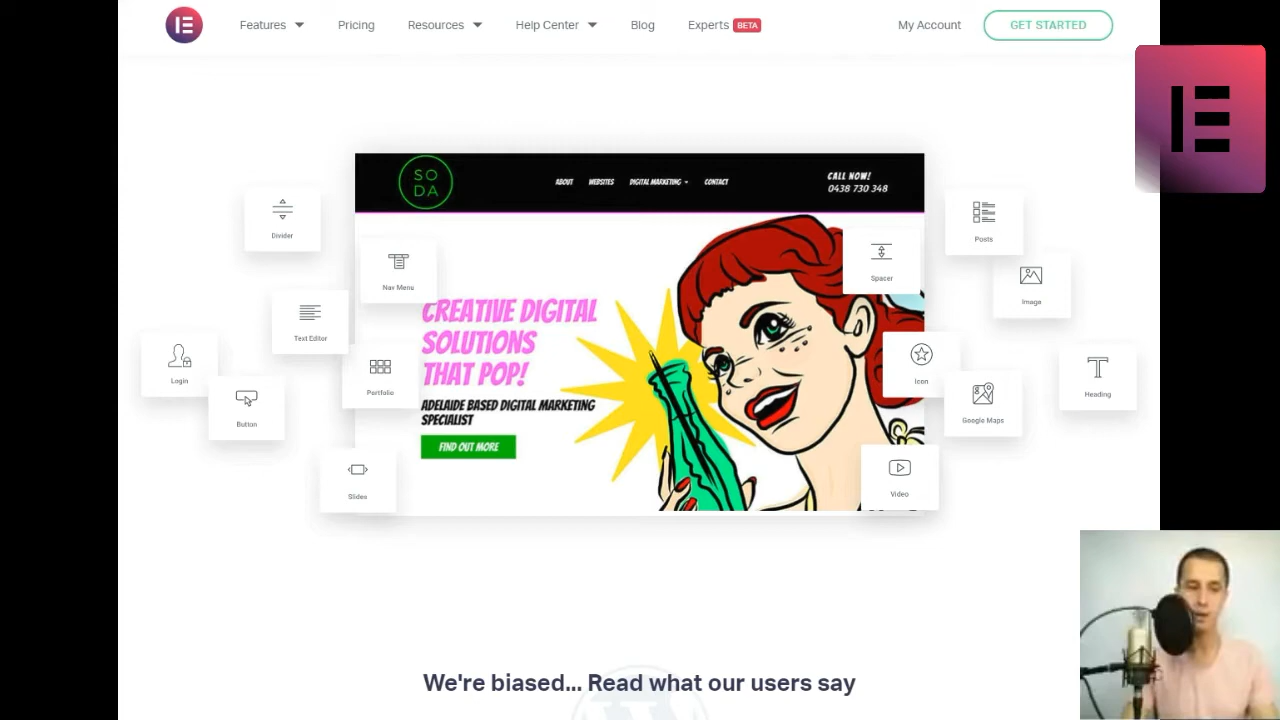 Features
Pricing
Resources
Help Center
Blog
Experts BETA
My Account
GET STARTED
SO
DA
ABOUT
WEBSITES
DIGITAL MARKETING
CONTACT
CALL NOW!
0438 730 348
Divider
Nav Menu
Text Editor
Login
Button
Portfolio
Slides
CREATIVE DIGITAL
SOLUTIONS
THAT POP!
ADELAIDE BASED DIGITAL MARKETING
SPECIALIST
FIND OUT MORE
Posts
Spacer
Image
Icon
Google Maps
Heading
Video
We're biased... Read what our users say